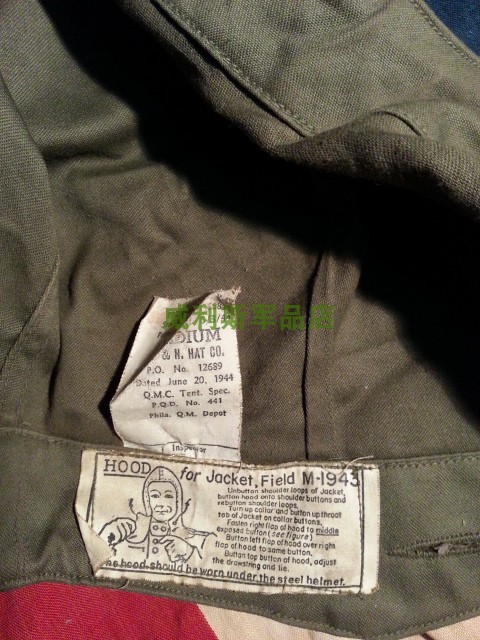 威利斯军品店
MEDIUM
& N. HAT CO.
P.O. No. 12689
Dated June 20, 1944
Q.M.C. Tent. Spec.
P.Q.D. No. 441
Phila. Q.M. Depot
Inspector
HOOD for Jacket, Field M-1943
Unbutton shoulder loops of Jacket,
button hood onto shoulder buttons and
rebutton shoulder loops.
Turn up collar and button up throat
tab of Jacket on collar buttons.
Fasten right flap of hood to middle
exposed button (see figure)
Button left flap of hood over right
flap of hood to same button.
Button top button of hood, adjust
the drawstring and tie.
hood should be worn under the steel helmet.